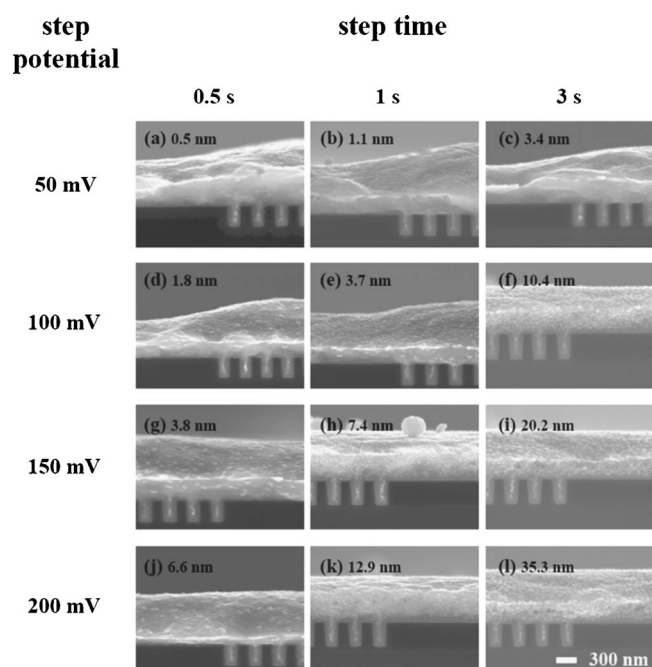 step potential
step time
0.5 s
1 s
3 s
50 mV
(a) 0.5 nm
(b) 1.1 nm
(c) 3.4 nm
100 mV
(d) 1.8 nm
(e) 3.7 nm
(f) 10.4 nm
150 mV
(g) 3.8 nm
(h) 7.4 nm
(i) 20.2 nm
200 mV
(j) 6.6 nm
(k) 12.9 nm
(l) 35.3 nm
300 nm